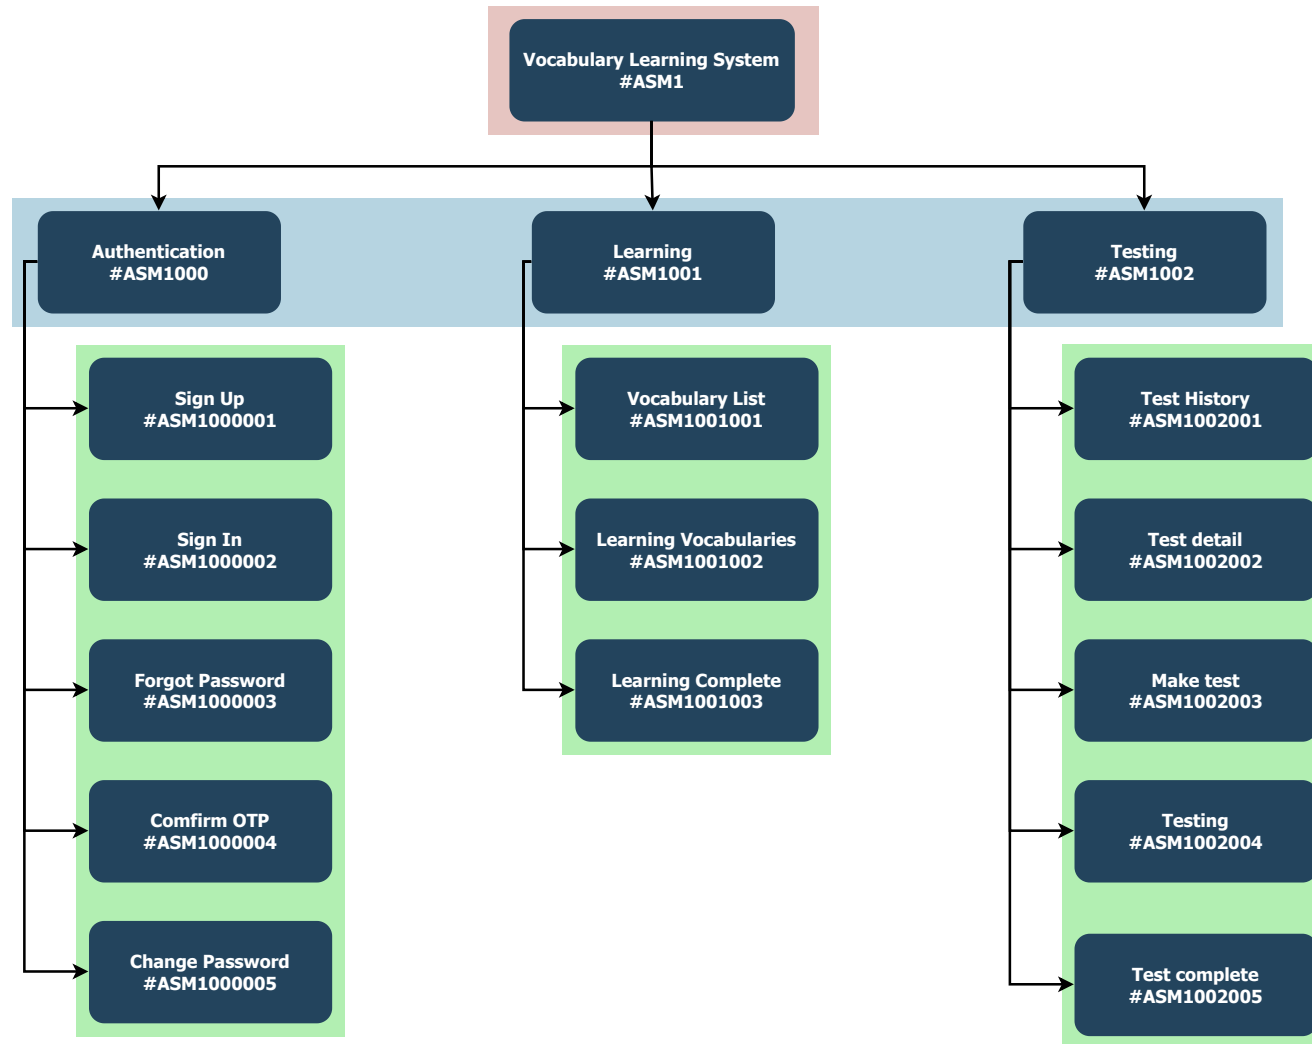 Vocabulary Learning System
#ASM1
Authentication
#ASM1000
Learning
#ASM1001
Testing
#ASM1002
Sign Up
#ASM1000001
Sign In
#ASM1000002
Forgot Password
#ASM1000003
Comfirm OTP
#ASM1000004
Change Password
#ASM1000005
Vocabulary List
#ASM1001001
Learning Vocabularies
#ASM1001002
Learning Complete
#ASM1001003
Test History
#ASM1002001
Test detail
#ASM1002002
Make test
#ASM1002003
Testing
#ASM1002004
Test complete
#ASM1002005